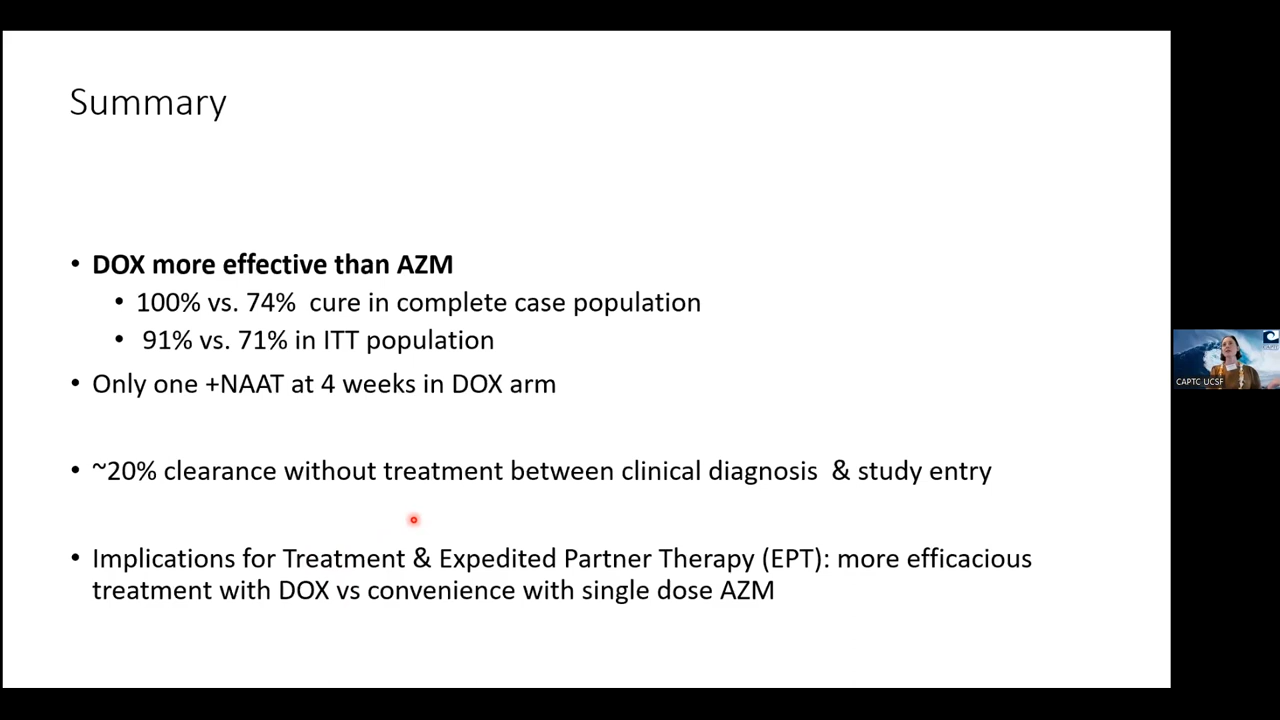 Summary
• DOX more effective than AZM
• 100% vs. 74% cure in complete case population
• 91% vs. 71% in ITT population
• Only one +NAAT at 4 weeks in DOX arm
• ~20% clearance without treatment between clinical diagnosis & study entry
• Implications for Treatment & Expedited Partner Therapy (EPT): more efficacious
treatment with DOX vs convenience with single dose AZM
CAPTC UCSF